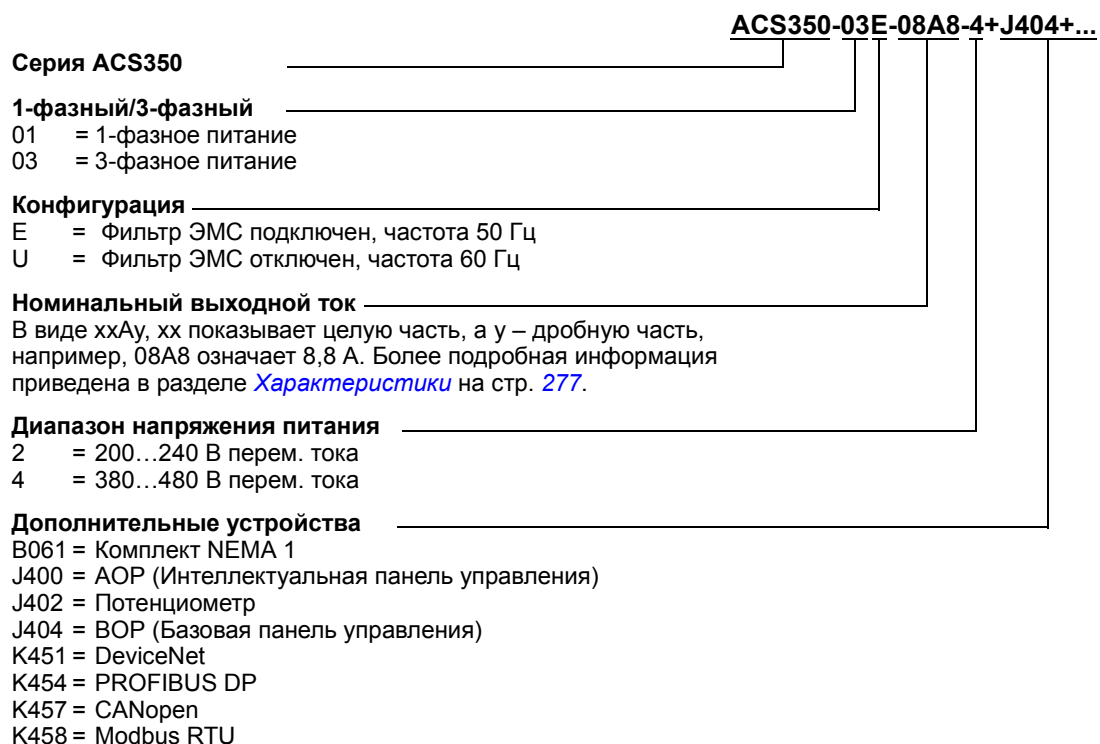 ACS350-03E-08A8-4+J404+...
Серия ACS350
1-фазный/3-фазный
01 = 1-фазное питание
03 = 3-фазное питание
Конфигурация
E = Фильтр ЭМС подключен, частота 50 Гц
U = Фильтр ЭМС отключен, частота 60 Гц
Номинальный выходной ток
В виде xxAy, xx показывает целую часть, а y – дробную часть,
например, 08A8 означает 8,8 А. Более подробная информация
приведена в разделе Характеристики на стр. 277.
Диапазон напряжения питания
2 = 200…240 В перем. тока
4 = 380…480 В перем. тока
Дополнительные устройства
B061 = Комплект NEMA 1
J400 = AOP (Интеллектуальная панель управления)
J402 = Потенциометр
J404 = BOP (Базовая панель управления)
K451 = DeviceNet
K454 = PROFIBUS DP
K457 = CANopen
K458 = Modbus RTU